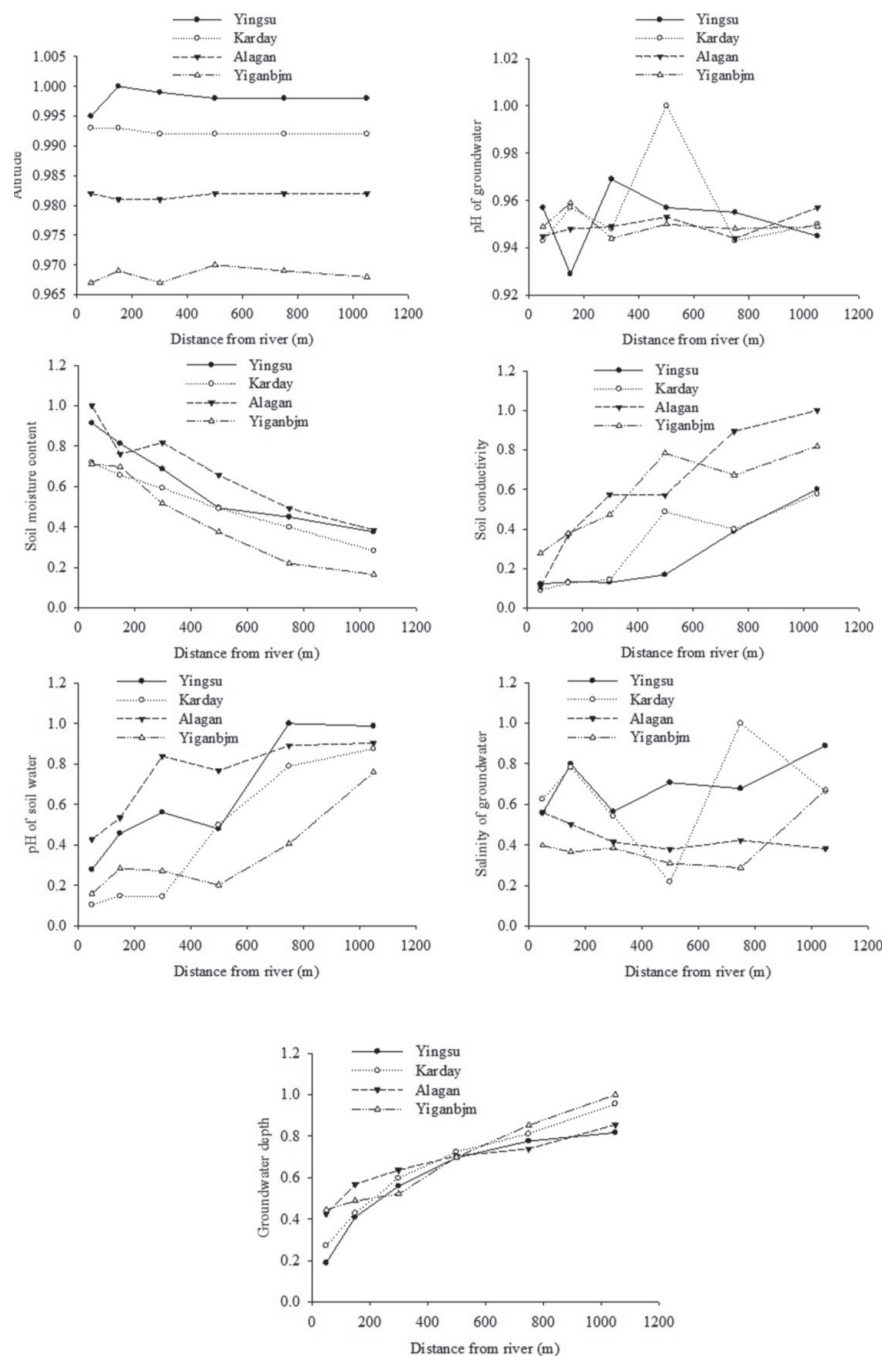 Yingsu
Karday
Alagan
Yiganbjm
1.005
1.000
0.995
0.990
0.985
0.980
0.975
0.970
0.965
Altitude
0 200 400 600 800 1000 1200
Distance from river (m)
Yingsu
Karday
Alagan
Yiganbjm
1.02
1.00
0.98
0.96
0.94
0.92
pH of groundwater
0 200 400 600 800 1000 1200
Distance from river (m)
Yingsu
Karday
Alagan
Yiganbjm
1.2
1.0
0.8
0.6
0.4
0.2
0.0
Soil moisture content
0 200 400 600 800 1000 1200
Distance from river (m)
Yingsu
Karday
Alagan
Yiganbjm
1.2
1.0
0.8
0.6
0.4
0.2
0.0
Soil conductivity
0 200 400 600 800 1000 1200
Distance from river (m)
Yingsu
Karday
Alagan
Yiganbjm
1.2
1.0
0.8
0.6
0.4
0.2
0.0
pH of soil water
0 200 400 600 800 1000 1200
Distance from river (m)
Yingsu
Karday
Alagan
Yiganbjm
1.2
1.0
0.8
0.6
0.4
0.2
0.0
Salinity of groundwater
0 200 400 600 800 1000 1200
Distance from river (m)
Yingsu
Karday
Alagan
Yiganbjm
1.2
1.0
0.8
0.6
0.4
0.2
0.0
Groundwater depth
0 200 400 600 800 1000 1200
Distance from river (m)